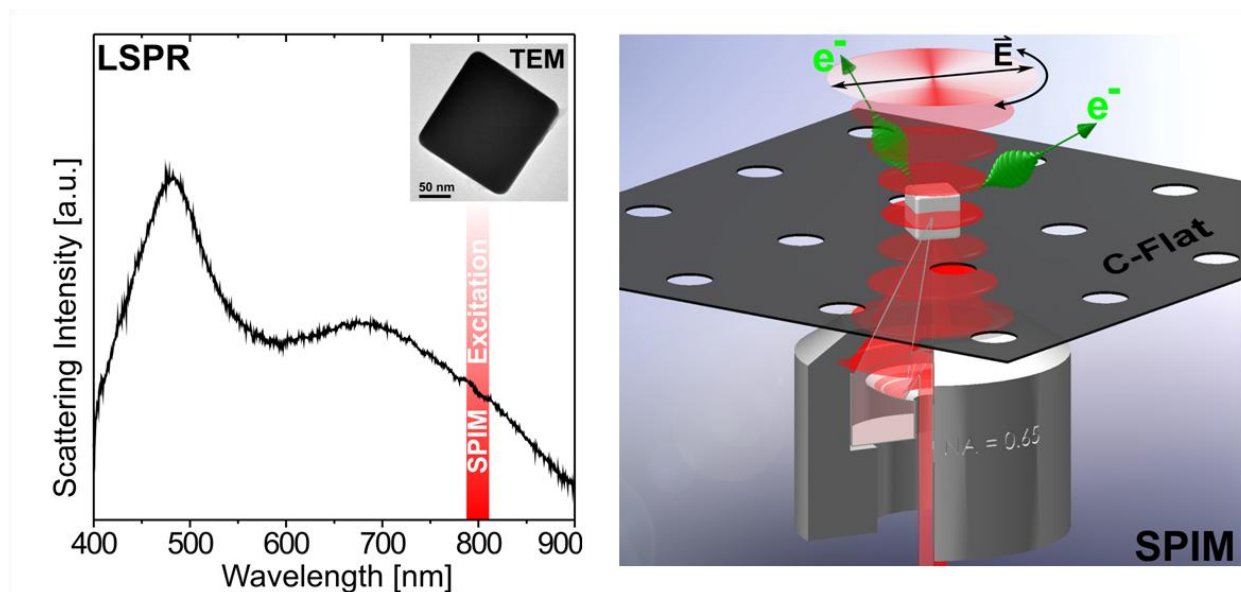 LSPR
TEM
50 nm
SPIM Excitation
Scattering Intensity [a.u.]
400 500 600 700 800 900
Wavelength [nm]
e-
E
e-
C-Flat
NA = 0.65
SPIM